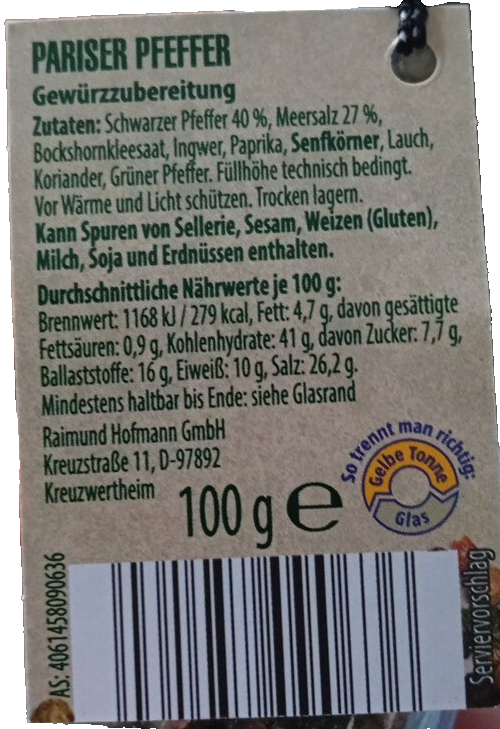 PARISER PFEFFER
Gewürzzubereitung
Zutaten: Schwarzer Pfeffer 40 %, Meersalz 27 %,
Bockshornkleesaat, Ingwer, Paprika, Senfkörner, Lauch,
Koriander, Grüner Pfeffer. Füllhöhe technisch bedingt.
Vor Wärme und Licht schützen. Trocken lagern.
Kann Spuren von Sellerie, Sesam, Weizen (Gluten),
Milch, Soja und Erdnüssen enthalten.
Durchschnittliche Nährwerte je 100 g:
Brennwert: 1168 kJ / 279 kcal, Fett: 4,7 g, davon gesättigte
Fettsäuren: 0,9 g, Kohlenhydrate: 41 g, davon Zucker: 7,7 g,
Ballaststoffe: 16 g, Eiweiß: 10 g, Salz: 26,2 g.
Mindestens haltbar bis Ende: siehe Glasrand
Raimund Hofmann GmbH
Kreuzstraße 11, D-97892
Kreuzwertheim
100 g e
So trennt man richtig:
Gelbe Tonne
Glas
AS: 4061458090636
Serviervorschlag